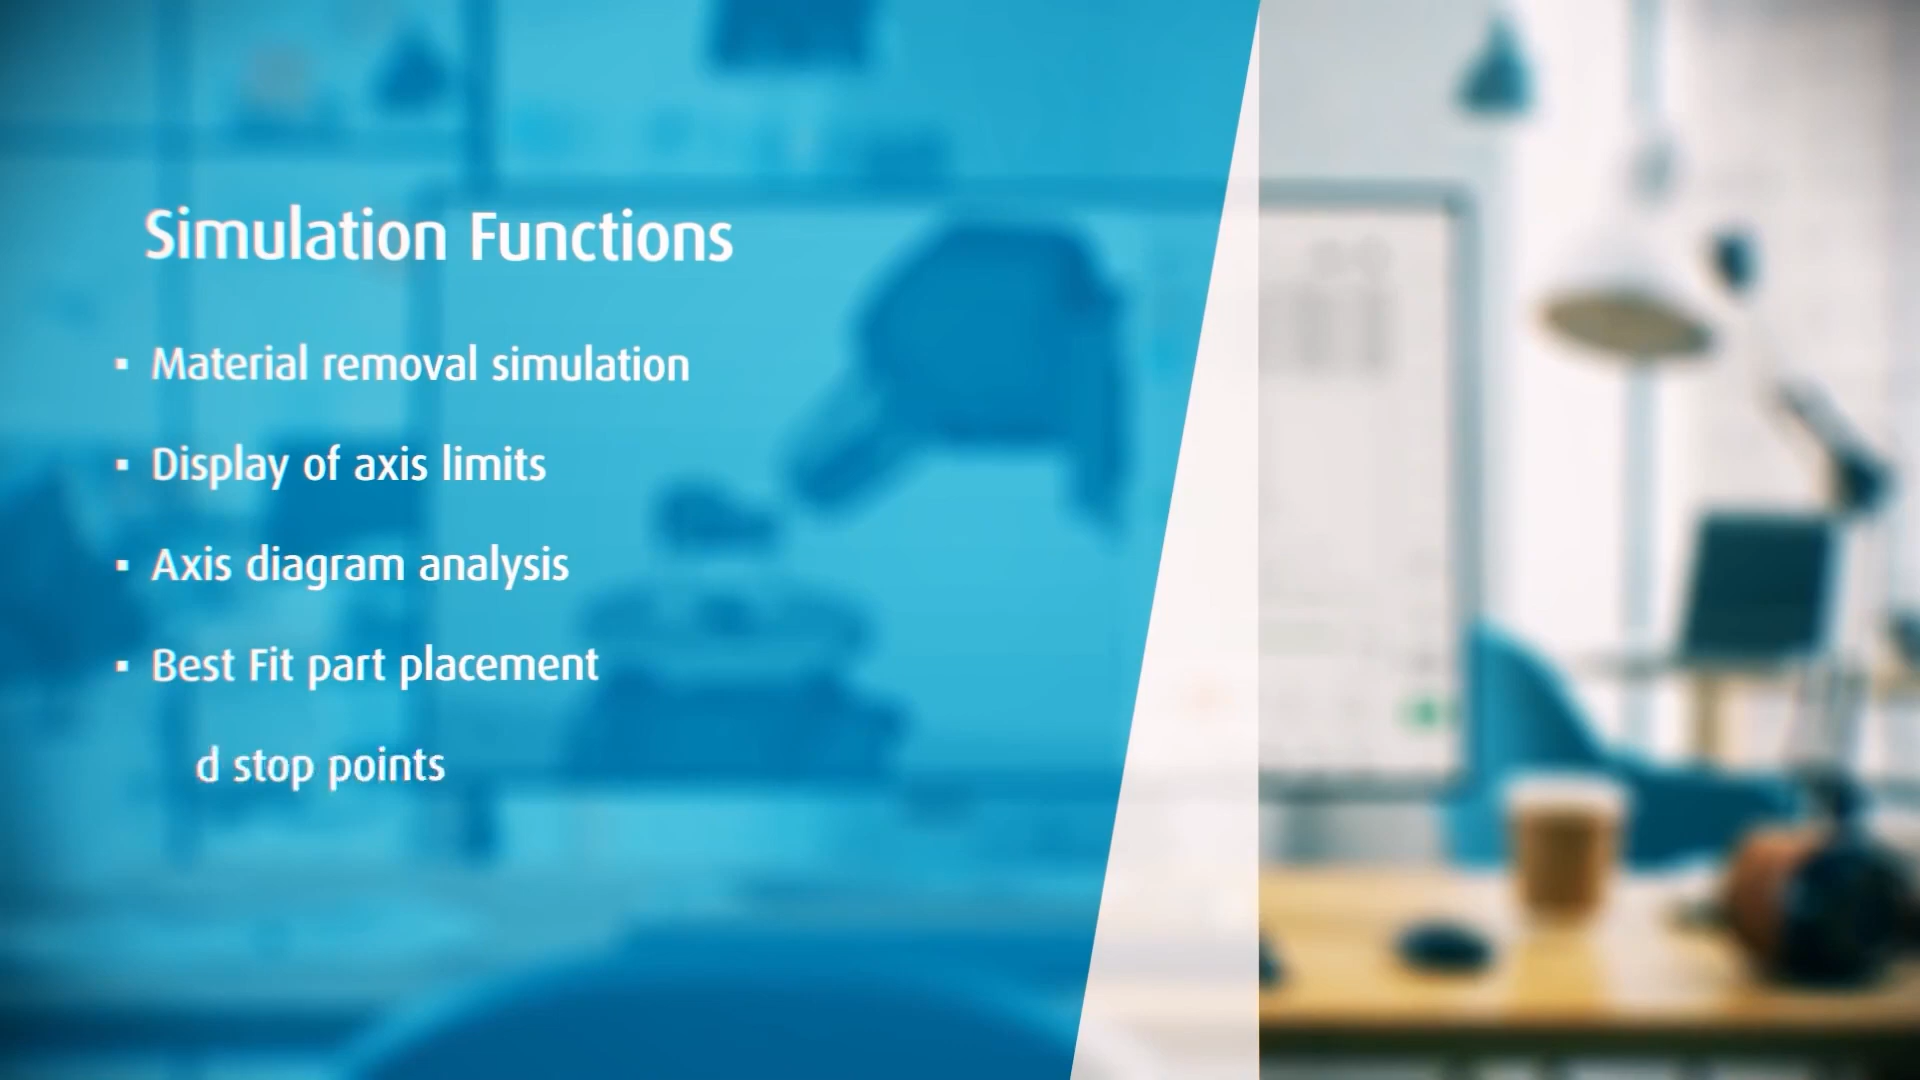 Simulation Functions
▪ Material removal simulation
▪ Display of axis limits
▪ Axis diagram analysis
▪ Best Fit part placement
d stop points